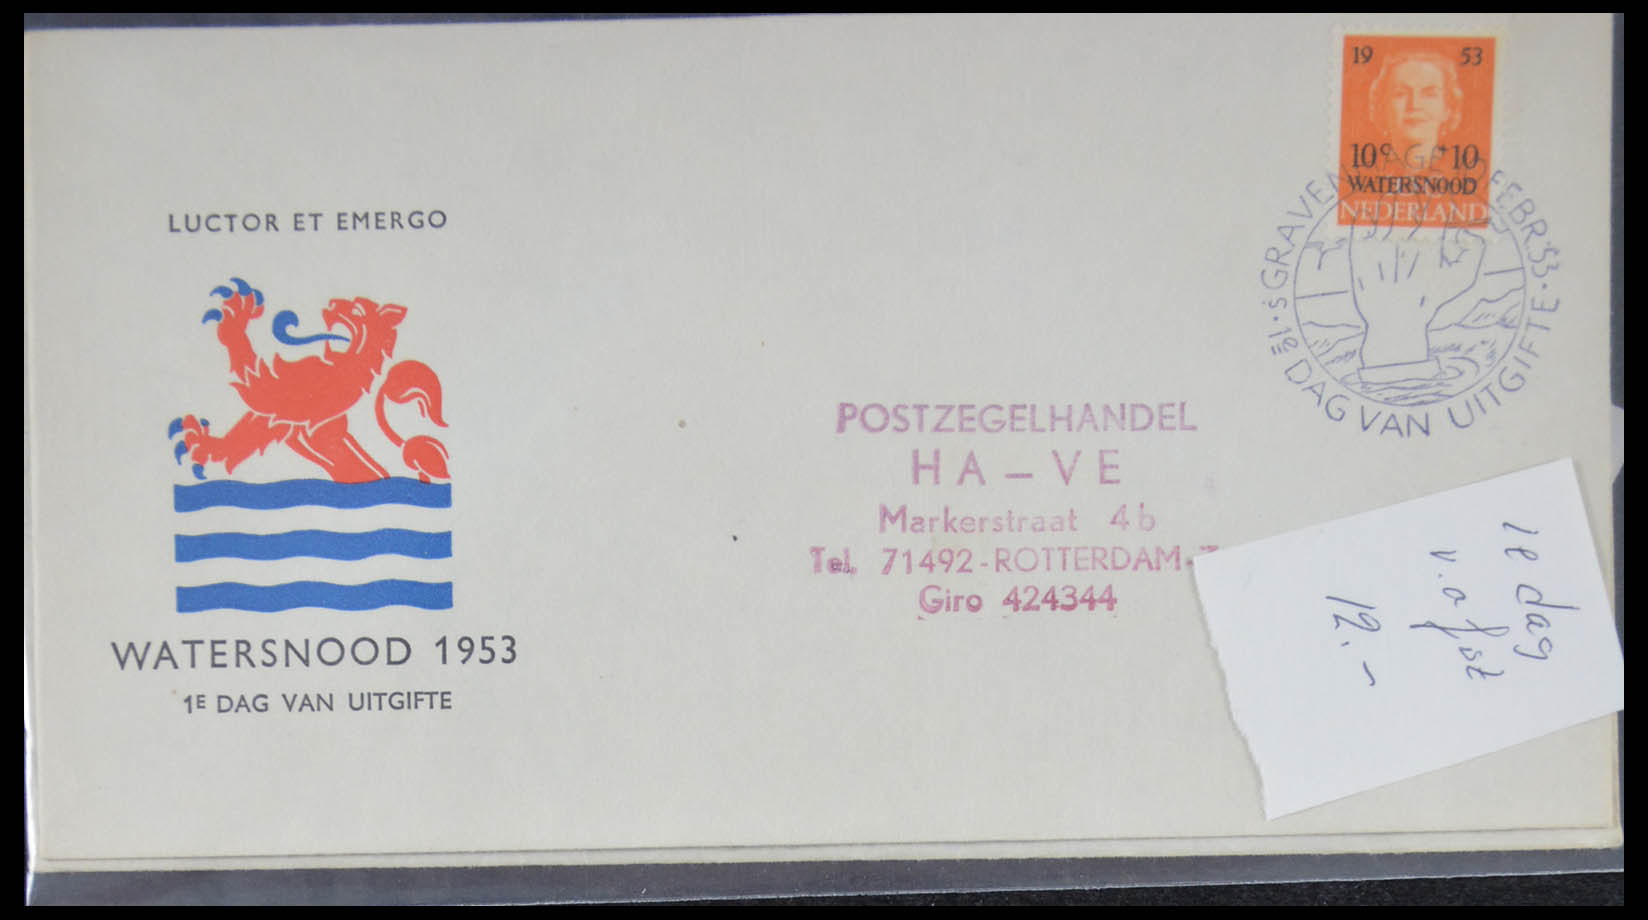 LUCTOR ET EMERGO
WATERSNOOD 1953
1E DAG VAN UITGIFTE
19 53
10c +10
WATERSNOOD
NEDERLAND
FEBR: 53
1E DAG VAN UITGIFTE
POSTZEGELHANDEL
HA-VE
Markerstraat 4b
Tel. 71492-ROTTERDAM-
Giro 424344
1e dag
12.-